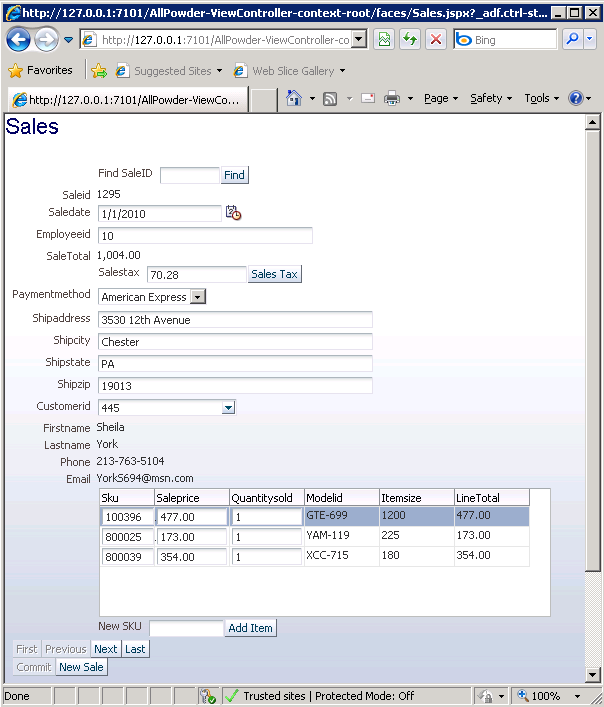 http://127.0.0.1:7101/AllPowder-ViewController-context-root/faces/Sales.jspx?_adf.ctrl-st...
http://127.0.0.1:7101/AllPowder-ViewController-co
Bing
Favorites
Suggested Sites
Web Slice Gallery
http://127.0.0.1:7101/AllPowder-ViewCo...
Page
Safety
Tools
Sales
Find SaleID Find
Saleid 1295
Saledate 1/1/2010
Employeeid 10
SaleTotal 1,004.00
Salestax 70.28 Sales Tax
Paymentmethod American Express
Shipaddress 3530 12th Avenue
Shipcity Chester
Shipstate PA
Shipzip 19013
Customerid 445
Firstname Sheila
Lastname York
Phone 213-763-5104
Email York5694@msn.com
Sku Saleprice Quantitysold Modelid Itemsize LineTotal
100396 477.00 1 GTE-699 1200 477.00
800025 173.00 1 YAM-119 225 173.00
800039 354.00 1 XCC-715 180 354.00
New SKU Add Item
First Previous Next Last
Commit New Sale
Done
Trusted sites | Protected Mode: Off
100%